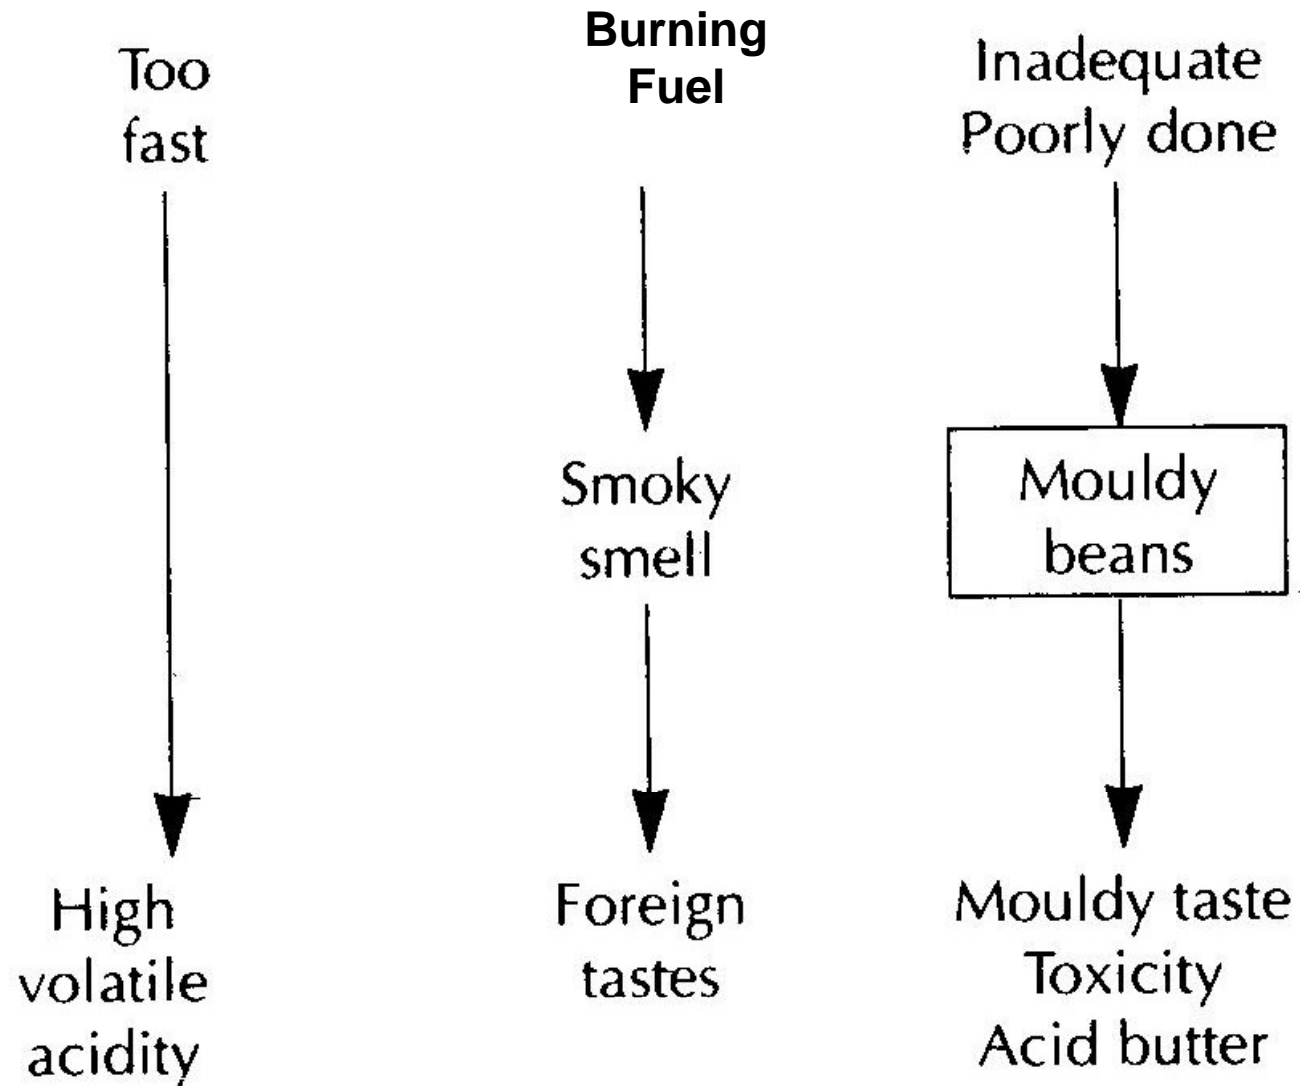 Too
fast
Burning
Fuel
Inadequate
Poorly done
Smoky
smell
Mouldy
beans
High
volatile
acidity
Foreign
tastes
Mouldy taste
Toxicity
Acid butter